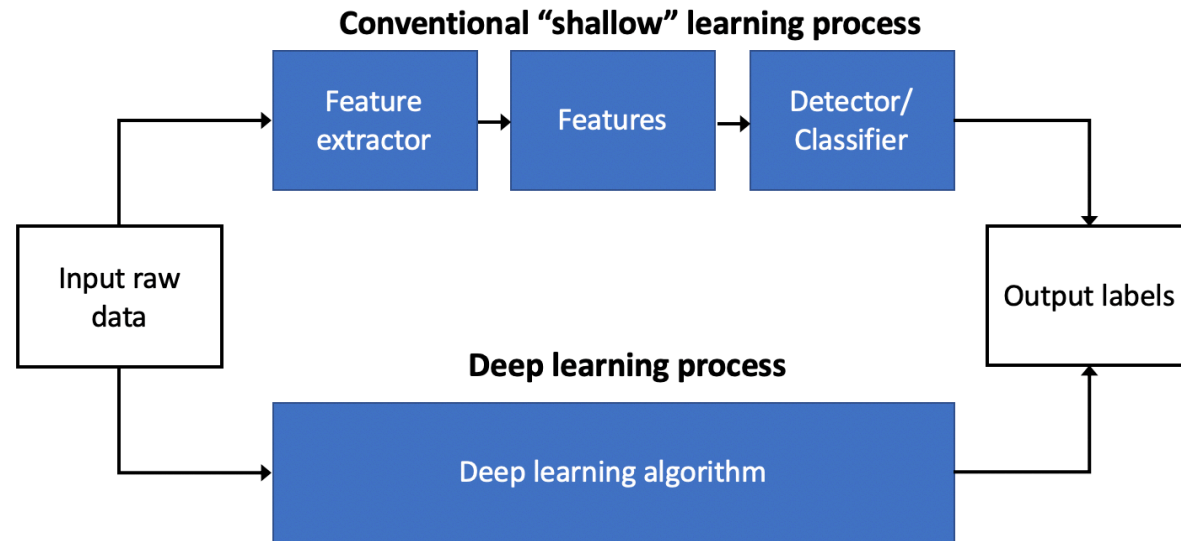 Conventional “shallow” learning process
Feature
extractor
Features
Detector/
Classifier
Input raw
data
Output labels
Deep learning process
Deep learning algorithm